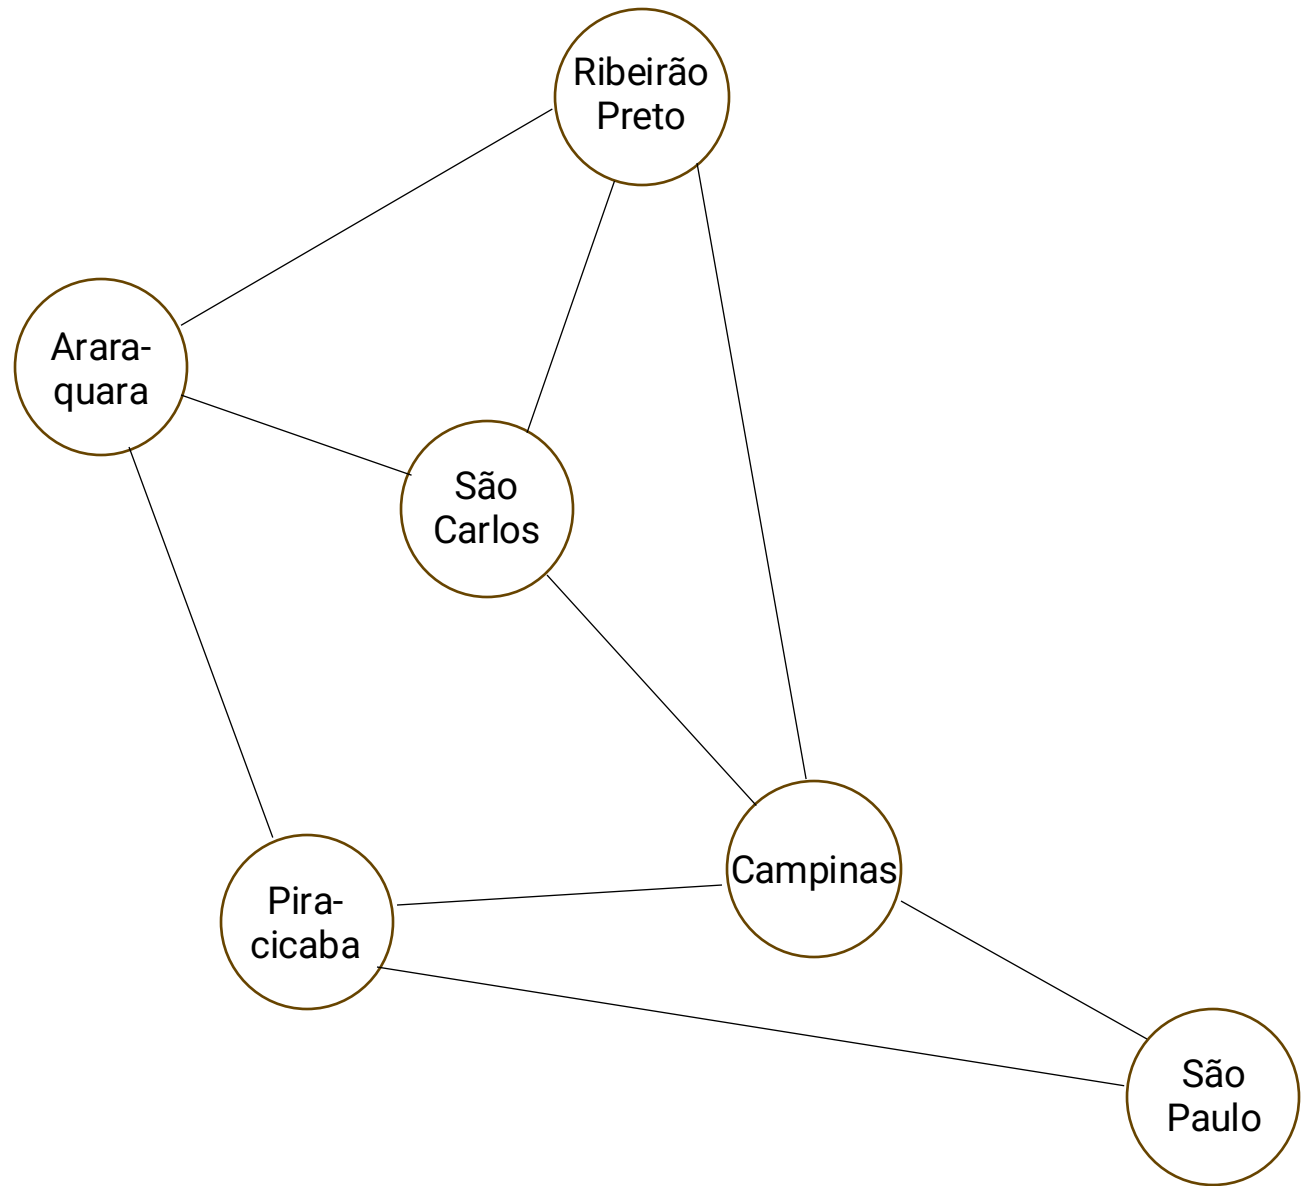 Ribeirão
Preto
Arara-
quara
São
Carlos
Campinas
Pira-
cicaba
São
Paulo